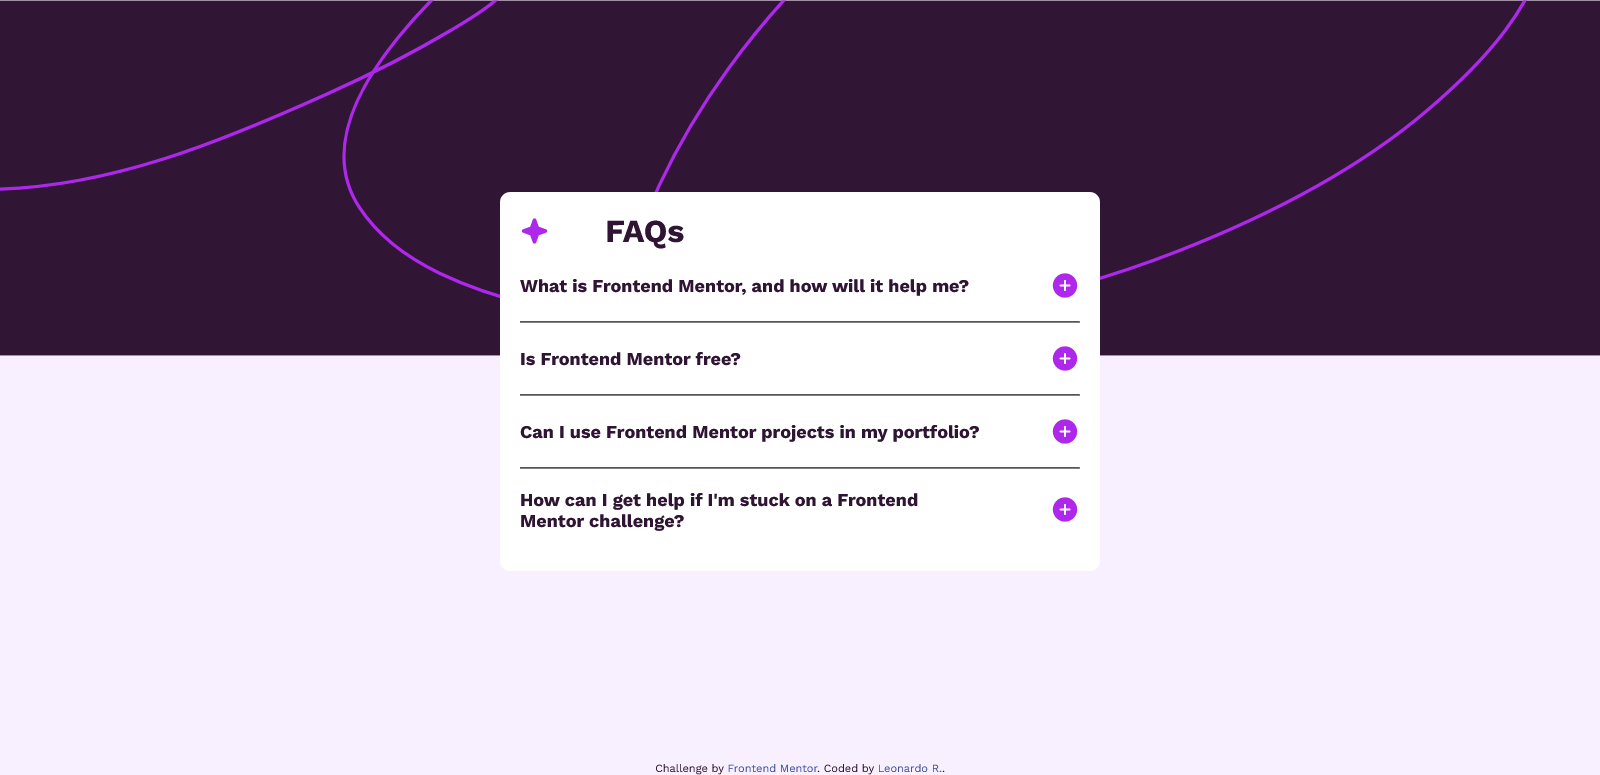 FAQs
What is Frontend Mentor, and how will it help me?
Is Frontend Mentor free?
Can I use Frontend Mentor projects in my portfolio?
How can I get help if I'm stuck on a Frontend
Mentor challenge?
Challenge by Frontend Mentor. Coded by Leonardo R..